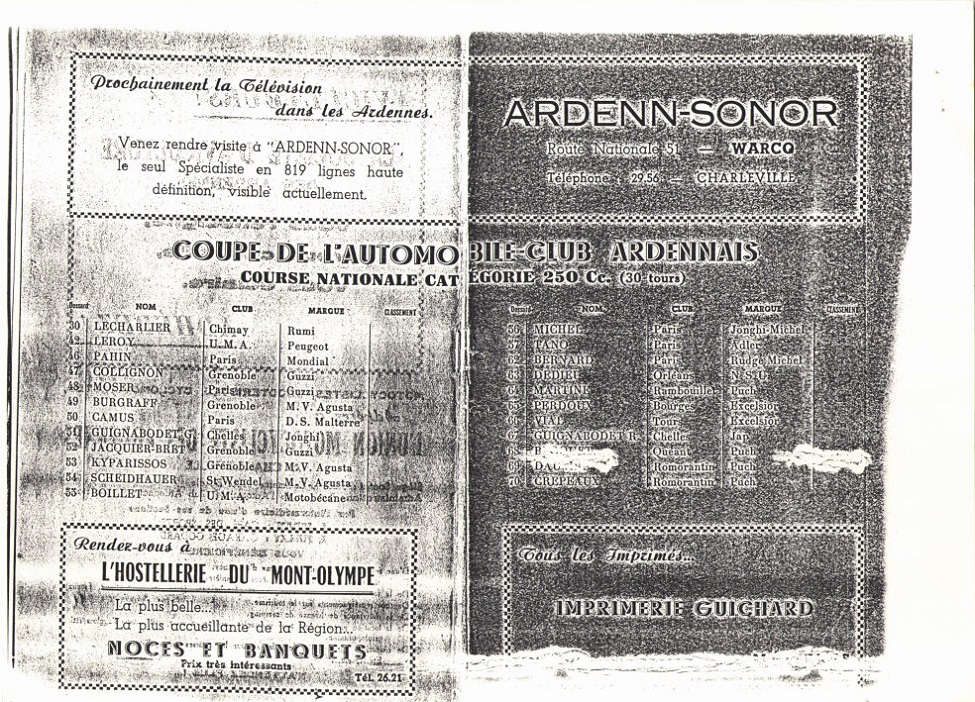 Prochainement la Télévision
dans les Ardennes.
Venez rendre visite à "ARDENN-SONOR",
le seul Spécialiste en 819 lignes haute
définition, visible actuellement.
ARDENN-SONOR
Route Nationale 51 — WARCQ
Téléphone : 29.56 — CHARLEVILLE
COUPE DE L'AUTOMOBILE-CLUB ARDENNAIS
COURSE NATIONALE CATEGORIE 250 Cc. (30 tours)
Dossard NOM CLUB MARQUE CLASSEMENT
30 LECHARLIER Chimay Rumi
42 LEROY U.M.A. Peugeot
46 PAHIN Paris Mondial
47 COLLIGNON Grenoble Guzzi
48 MOSER Paris Guzzi
49 BURGRAFF Grenoble M. V. Agusta
50 CAMUS Paris D.S. Malterre
51 GUIGNABODET G. Chelles Jonghi
52 JACQUIER-BRET Grenoble Guzzi
53 KYPARISSOS Grenoble M.V. Agusta
54 SCHEIDHAUER St Wendel M.V. Agusta
55 BOILLET U.M.A. Motobécane
Dossard NOM CLUB MARQUE CLASSEMENT
56 MICHEL Paris Jonghi-Michel
57 TANO Paris Adler
62 BERNARD Paris Rudge Michel
63 DEDIEU Orléans N.S.U.
64 MARTINE Rambouillet Puch
65 PERDOUX Bourges Excelsior
66 VIAL Tours Excelsior
67 GUIGNABODET R. Chelles Jap
68 Puch
69 Romorantin Puch
70 CREPEAUX Romorantin Puch
Rendez-vous à
L'HOSTELLERIE DU MONT-OLYMPE
La plus belle...
La plus accueillante de la Région...
NOCES ET BANQUETS
Prix très intéressants
Tél. 26.21
Tous les Imprimés...
IMPRIMERIE GUICHARD